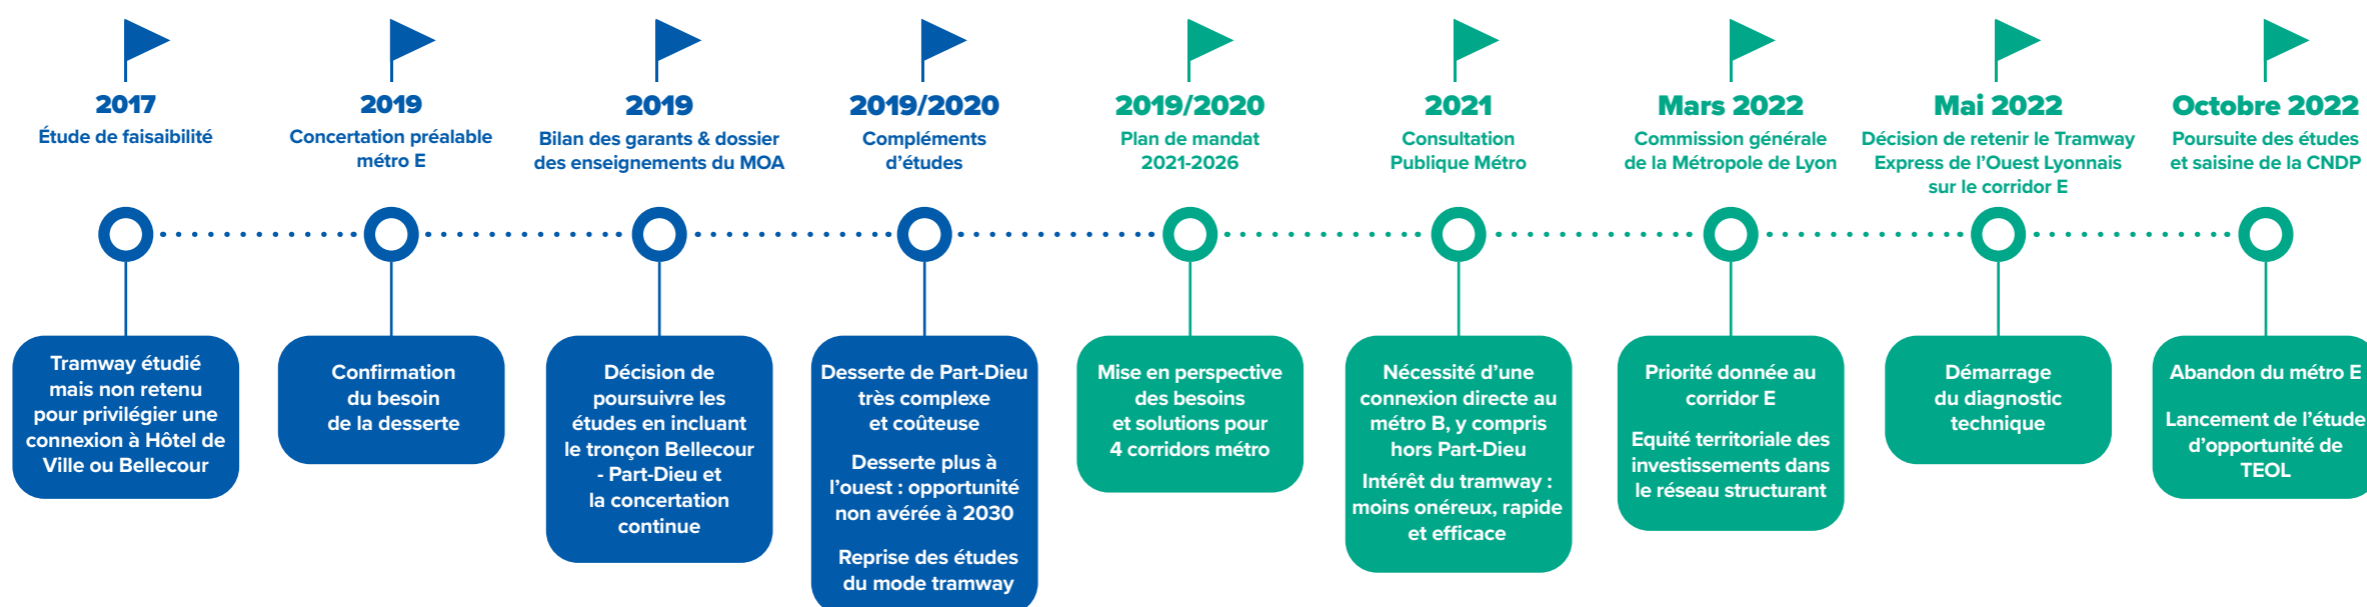 2017
Étude de faisaibilité
Tramway étudié
mais non retenu
pour privilégier une
connexion à Hôtel de
Ville ou Bellecour
2019
Concertation préalable
métro E
Confirmation
du besoin
de la desserte
2019
Bilan des garants & dossier
des enseignements du MOA
Décision de
poursuivre les
études en incluant
le tronçon Bellecour
- Part-Dieu et
la concertation
continue
2019/2020
Compléments
d’études
Desserte de Part-Dieu
très complexe
et coûteuse
Desserte plus à
l’ouest : opportunité
non avérée à 2030
Reprise des études
du mode tramway
2019/2020
Plan de mandat
2021-2026
Mise en perspective
des besoins
et solutions pour
4 corridors métro
2021
Consultation
Publique Métro
Nécessité d’une
connexion directe au
métro B, y compris
hors Part-Dieu
Intérêt du tramway :
moins onéreux, rapide
et efficace
Mars 2022
Commission générale
de la Métropole de Lyon
Priorité donnée au
corridor E
Equité territoriale des
investissements dans
le réseau structurant
Mai 2022
Décision de retenir le Tramway
Express de l’Ouest Lyonnais
sur le corridor E
Démarrage
du diagnostic
technique
Octobre 2022
Poursuite des études
et saisine de la CNDP
Abandon du métro E
Lancement de l’étude
d’opportunité de
TEOL